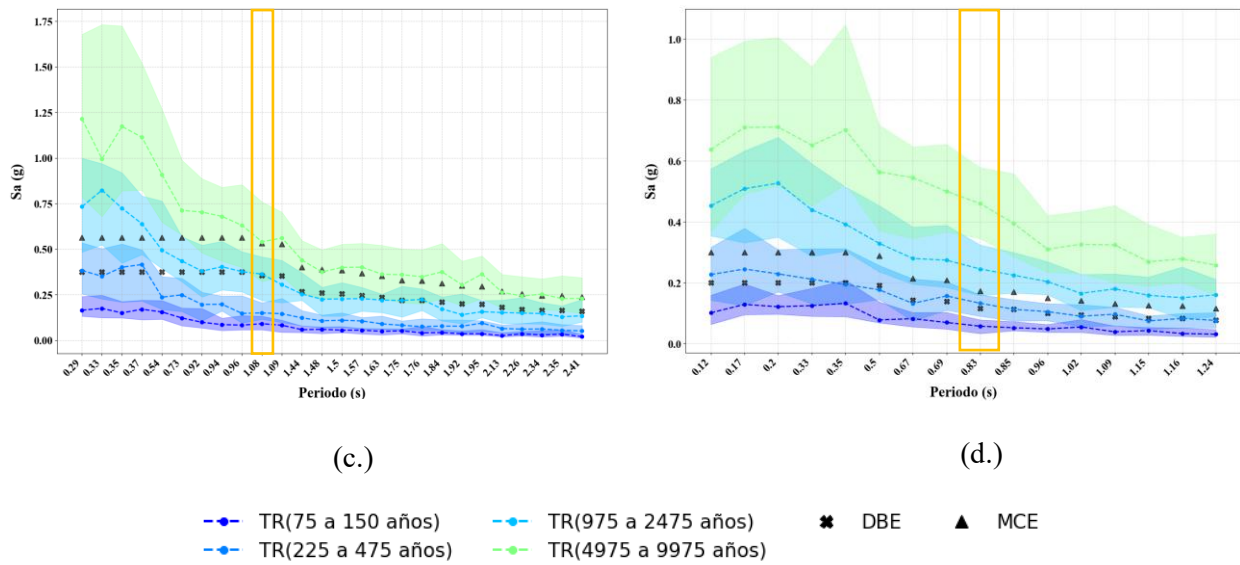 1.75
1.50
1.25
1.00
0.75
0.50
0.25
0.00
Sa (g)
0.29 0.33 0.35 0.37 0.54 0.73 0.92 0.94 0.96 1.08 1.09 1.44 1.48 1.5 1.57 1.63 1.75 1.76 1.84 1.92 1.95 2.13 2.26 2.34 2.35 2.41
Periodo (s)
(c.)
1.0
0.8
0.6
0.4
0.2
0.0
Sa (g)
0.12 0.17 0.2 0.33 0.35 0.5 0.67 0.69 0.83 0.85 0.96 1.02 1.09 1.15 1.16 1.24
Periodo (s)
(d.)
TR(75 a 150 años)
TR(225 a 475 años)
TR(975 a 2475 años)
TR(4975 a 9975 años)
DBE
MCE